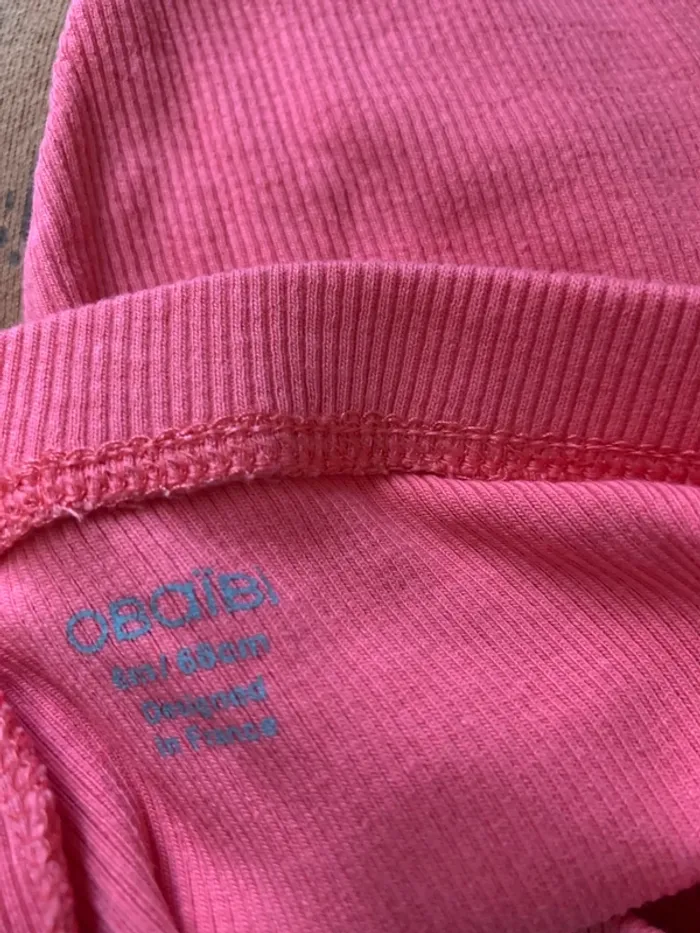 OBaïBi
6m / 68cm
Designed
in France